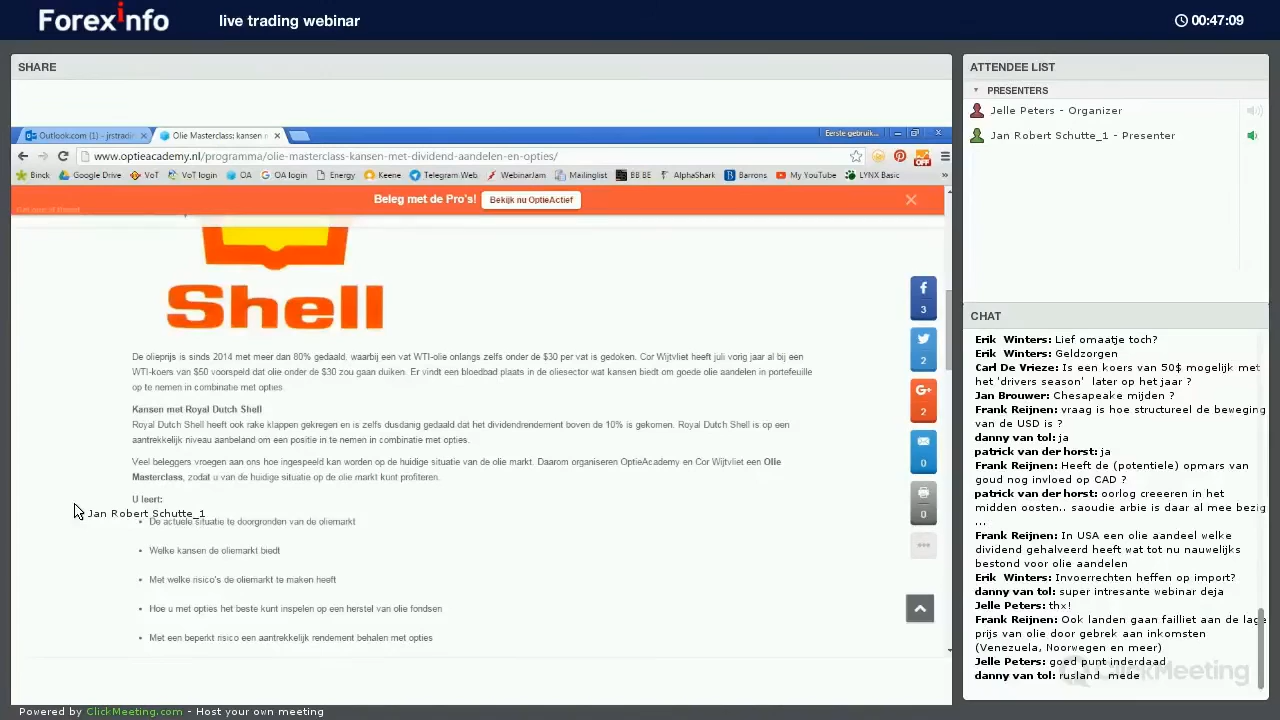 Forexinfo live trading webinar 00:47:09
SHARE
Outlook.com (1) - jrstradin
Olie Masterclass: kansen m
Eerste gebruik...
www.optieacademy.nl/programma/olie-masterclass-kansen-met-dividend-aandelen-en-opties/
Binck Google Drive VoT VoT login OA OA login Energy Keene Telegram Web WebinarJam Mailinglist BB BE AlphaShark Barrons My YouTube LYNX Basic »
OFF
Beleg met de Pro's! Bekijk nu OptieActief
Shell
De olieprijs is sinds 2014 met meer dan 80% gedaald, waarbij een vat WTI-olie onlangs zelfs onder de $30 per vat is gedoken. Cor Wijtvliet heeft juli vorig jaar al bij een
WTI-koers van $50 voorspeld dat olie onder de $30 zou gaan duiken. Er vindt een bloedbad plaats in de oliesector wat kansen biedt om goede olie aandelen in portefeuille
op te nemen in combinatie met opties.
Kansen met Royal Dutch Shell
Royal Dutch Shell heeft ook rake klappen gekregen en is zelfs dusdanig gedaald dat het dividendrendement boven de 10% is gekomen. Royal Dutch Shell is op een
aantrekkelijk niveau aanbeland om een positie in te nemen in combinatie met opties.
Veel beleggers vroegen aan ons hoe ingespeeld kan worden op de huidige situatie van de olie markt. Daarom organiseren OptieAcademy en Cor Wijtvliet een Olie
Masterclass, zodat u van de huidige situatie op de olie markt kunt profiteren.
U leert:
Jan Robert Schutte_1
De actuele situatie te doorgronden van de oliemarkt
Welke kansen de oliemarkt biedt
Met welke risico's de oliemarkt te maken heeft
Hoe u met opties het beste kunt inspelen op een herstel van olie fondsen
Met een beperkt risico een aantrekkelijk rendement behalen met opties
3
2
G+
2
0
0
Powered by ClickMeeting.com - Host your own meeting
ATTENDEE LIST
PRESENTERS
Jelle Peters - Organizer
Jan Robert Schutte_1 - Presenter
CHAT
Erik Winters: Lief omaatje toch?
Erik Winters: Geldzorgen
Carl De Vrieze: Is een koers van 50$ mogelijk met
het 'drivers season' later op het jaar ?
Jan Brouwer: Chesapeake mijden ?
Frank Reijnen: vraag is hoe structureel de beweging
van de USD is ?
danny van tol: ja
patrick van der horst: ja
Frank Reijnen: Heeft de (potentiele) opmars van
goud nog invloed op CAD ?
patrick van der horst: oorlog creeeren in het
midden oosten.. saoudie arbie is daar al mee bezig
...
Frank Reijnen: In USA een olie aandeel welke
dividend gehalveerd heeft wat tot nu nauwelijks
bestond voor olie aandelen
Erik Winters: Invoerrechten heffen op import?
danny van tol: super intresante webinar deja
Jelle Peters: thx!
Frank Reijnen: Ook landen gaan failliet aan de lage
prijs van olie door gebrek aan inkomsten
(Venezuela, Noorwegen en meer)
Jelle Peters: goed punt inderdaad
danny van tol: rusland mede
ClickMeeting